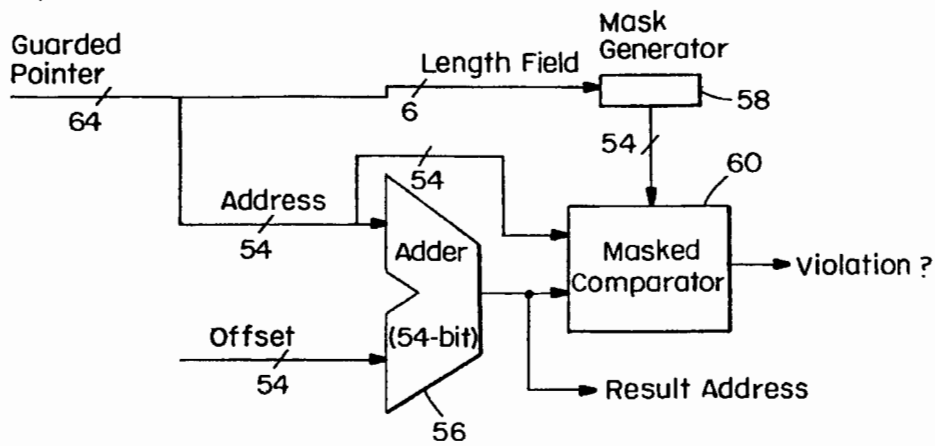 Guarded
Pointer
64
Length Field
6
Mask
Generator
58
54
54
60
Address
54
Adder
(54-bit)
Masked
Comparator
Violation ?
Offset
54
56
Result Address